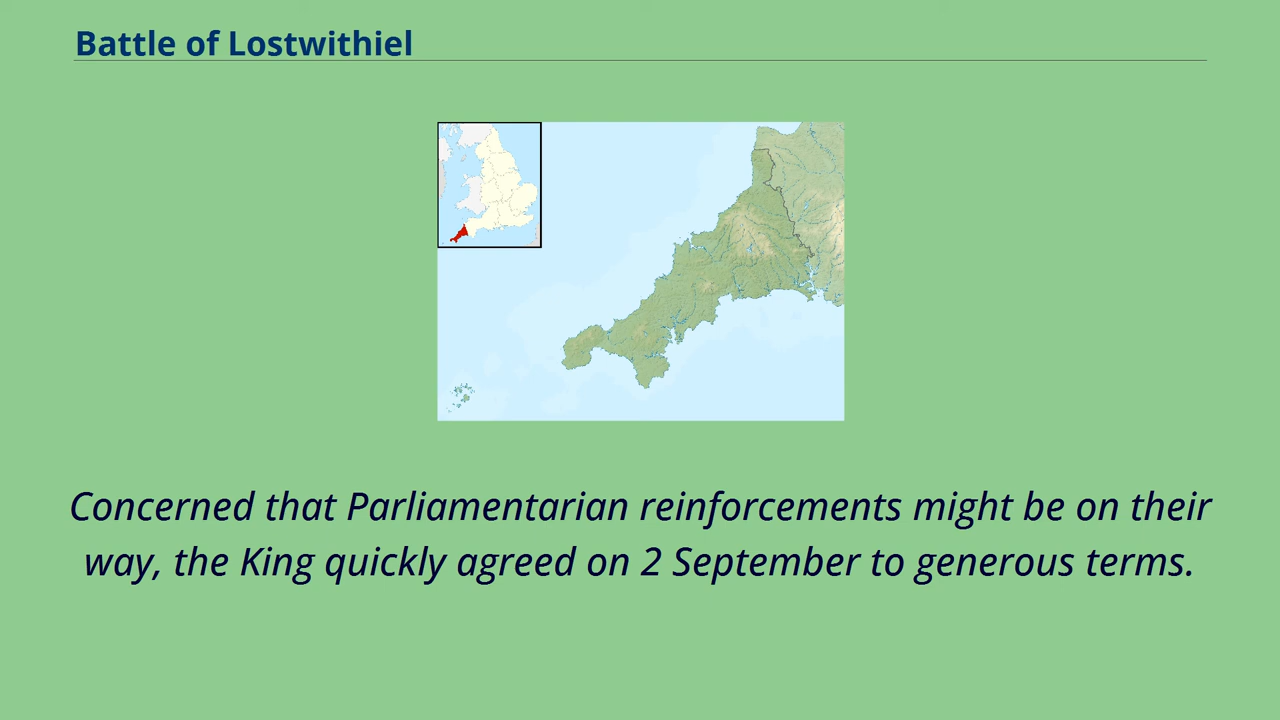 Battle of Lostwithiel
Concerned that Parliamentarian reinforcements might be on their
way, the King quickly agreed on 2 September to generous terms.